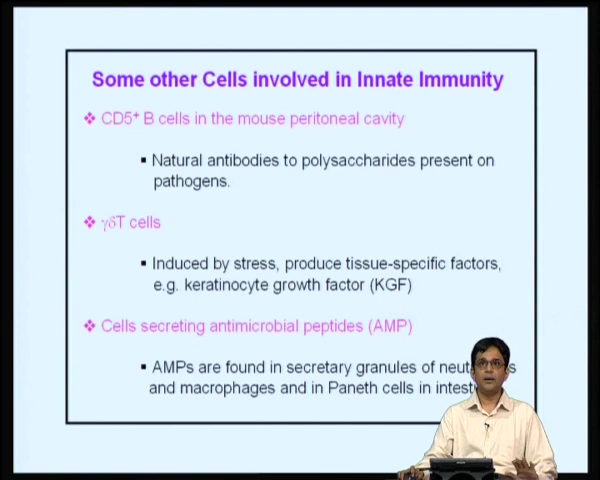 Some other Cells involved in Innate Immunity
❖ CD5⁺ B cells in the mouse peritoneal cavity
▪ Natural antibodies to polysaccharides present on
pathogens.
❖ γδT cells
▪ Induced by stress, produce tissue-specific factors,
e.g. keratinocyte growth factor (KGF)
❖ Cells secreting antimicrobial peptides (AMP)
▪ AMPs are found in secretary granules of
and macrophages and in Paneth cells in